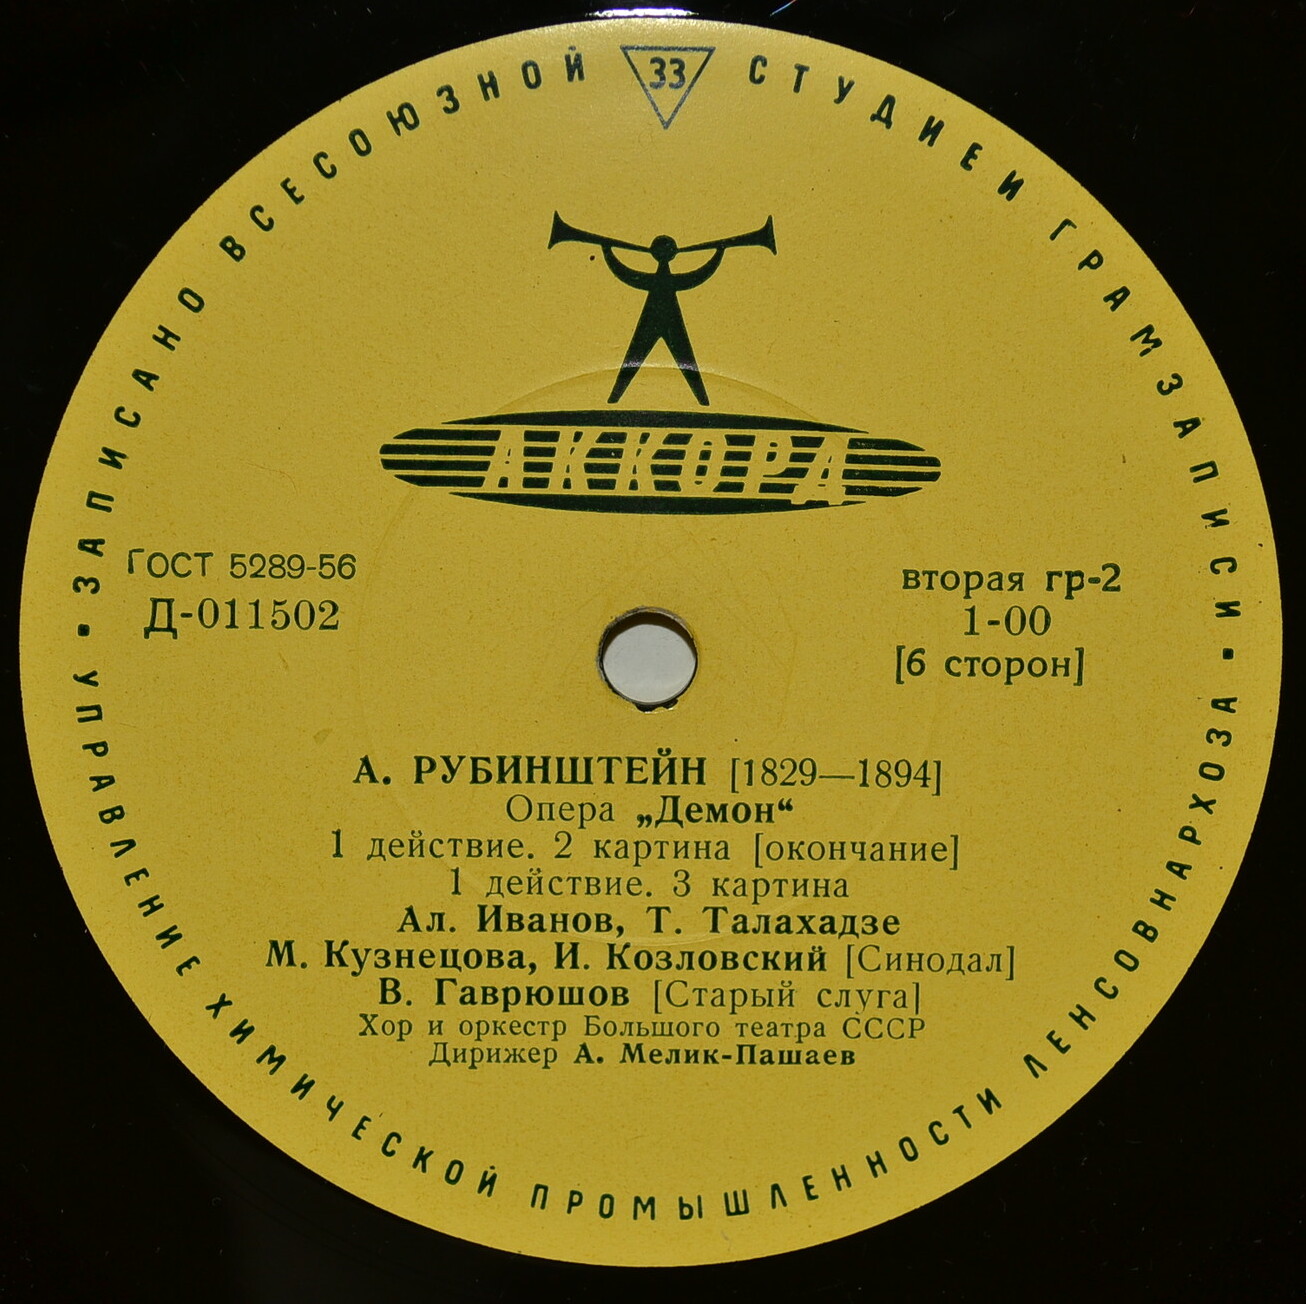 ЗАПИСАНО ВСЕСОЮЗНОЙ СТУДИЕЙ ГРАМЗАПИСИ
33
АККОРД
ГОСТ 5289-56
Д-011502
вторая гр-2
1-00
[6 сторон]
А. РУБИНШТЕЙН [1829—1894]
Опера „Демон“
1 действие. 2 картина [окончание]
1 действие. 3 картина
Ал. Иванов, Т. Талахадзе
М. Кузнецова, И. Козловский [Синодал]
В. Гаврюшов [Старый слуга]
Хор и оркестр Большого театра СССР
Дирижер А. Мелик-Пашаев
УПРАВЛЕНИЕ ХИМИЧЕСКОЙ ПРОМЫШЛЕННОСТИ ЛЕНСОВНАРХОЗА